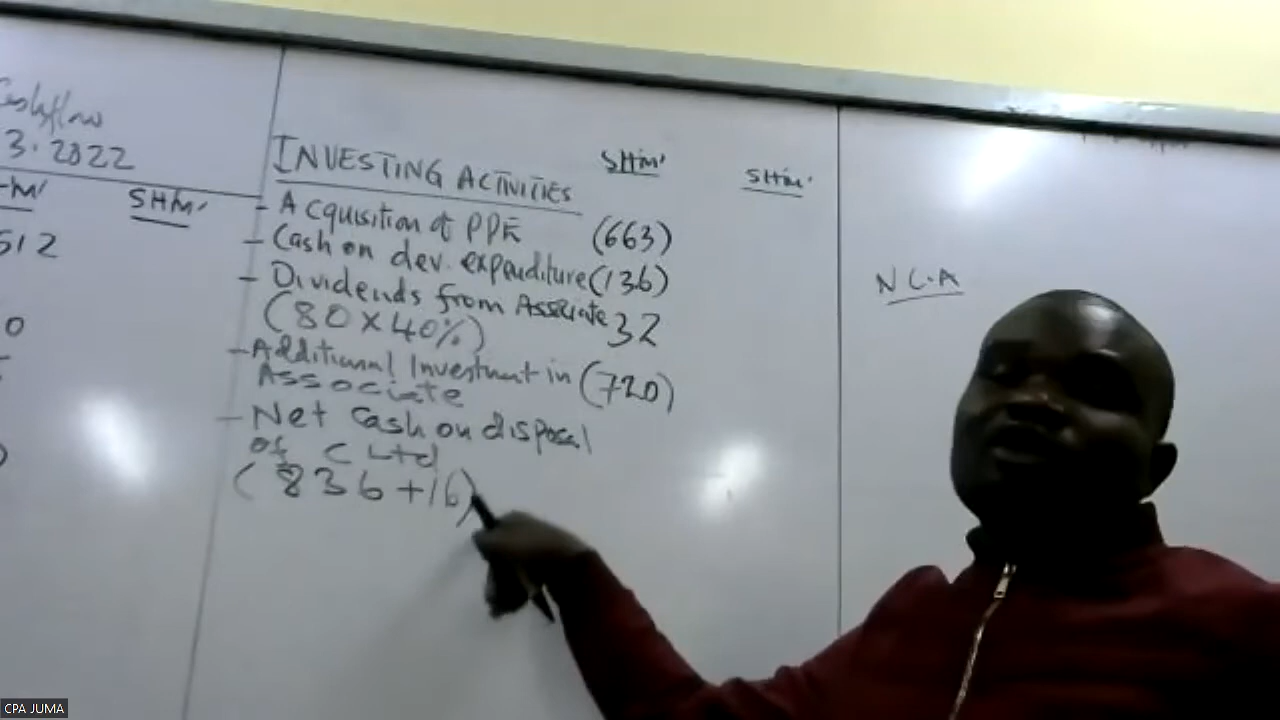 Cashflow
3.2022
-M'
SHM'
512
0
INVESTING ACTIVITIES
SHM'
SHM'
- Acquisition of PPE (663)
- Cash on dev. expenditure (136)
- Dividends from Associate 32
(80 X 40%)
- Additional Investment in (720)
Associate
- Net cash on disposal
of C Ltd
(836+16)
N C.A
CPA JUMA